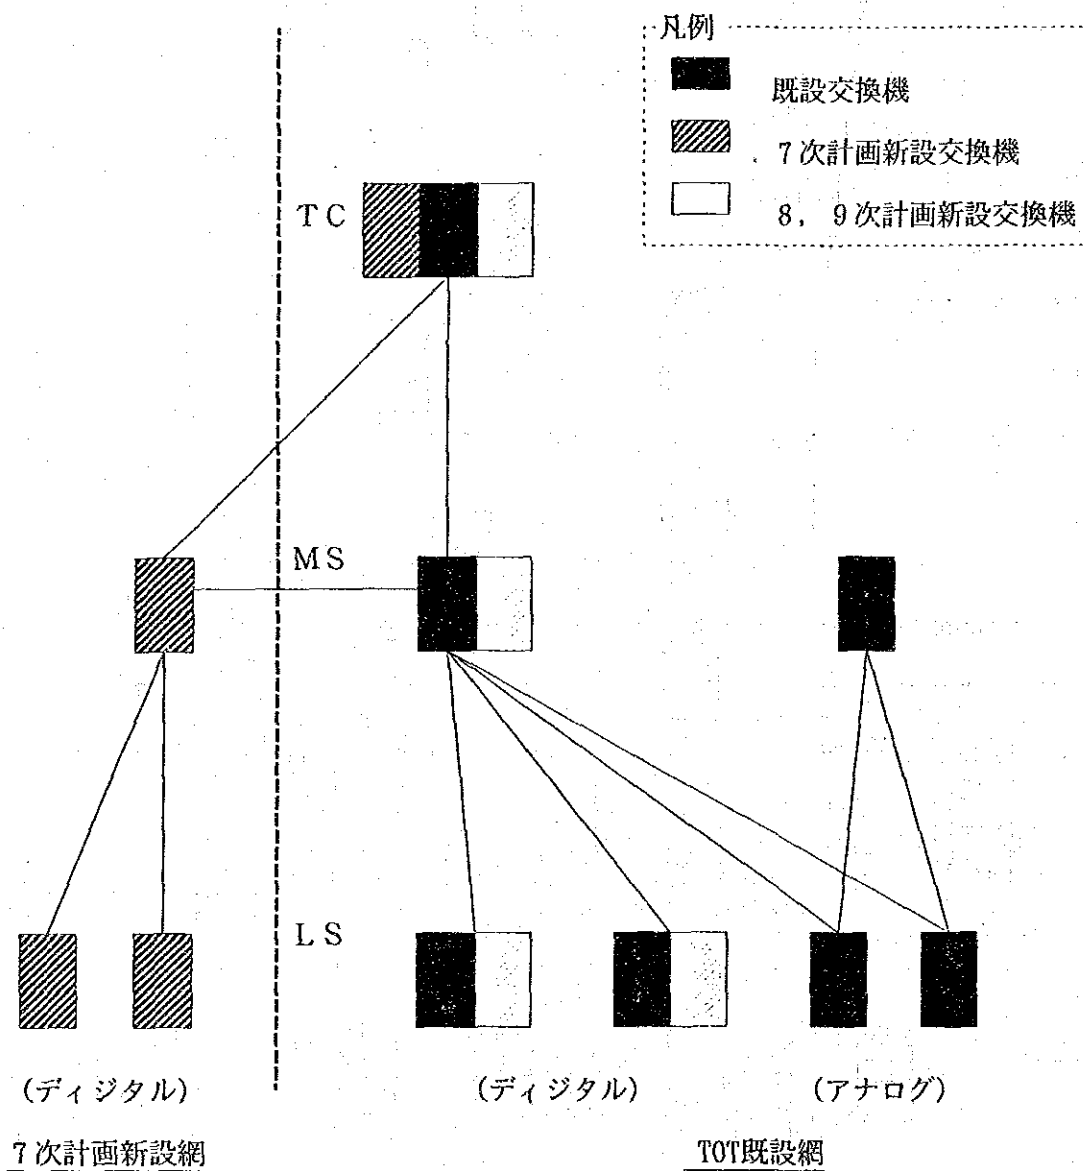 凡例
既設交換機
7次計画新設交換機
8, 9次計画新設交換機
TC
MS
LS
(ディジタル)
(ディジタル)
(アナログ)
7次計画新設網
TOT既設網